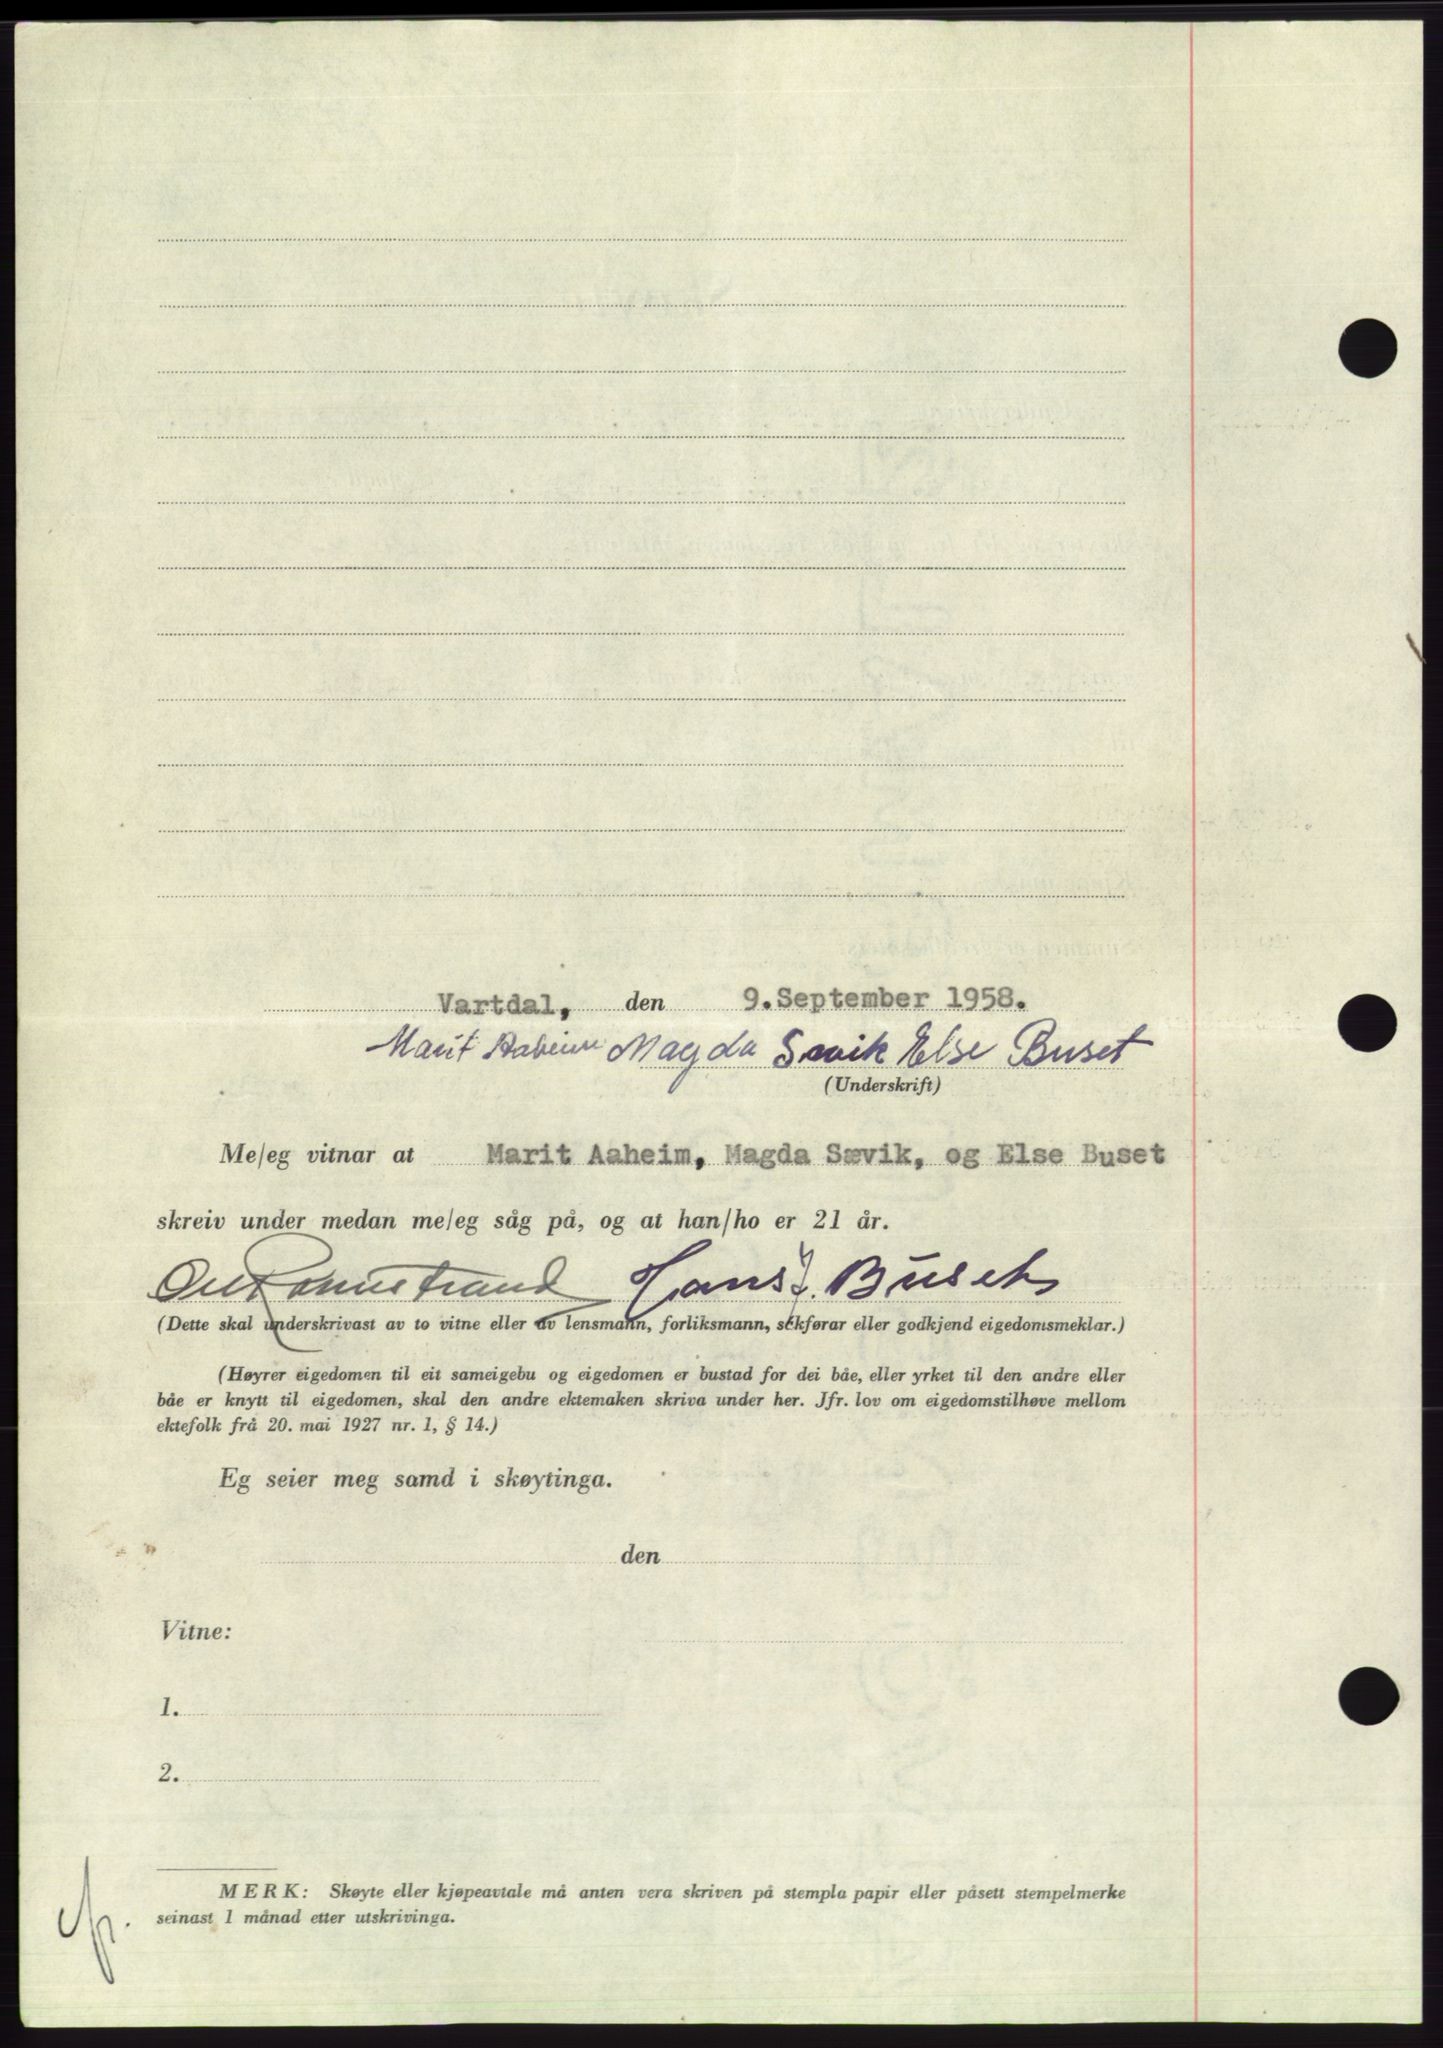 Vartdal, den 9. September 1958.
Marit Aaheim Magda Sævik Else Buset
(Underskrift)
Me/eg vitnar at Marit Aaheim, Magda Sævik, og Else Buset
skreiv under medan me/eg såg på, og at han/ho er 21 år.
Hans J. Buset
(Dette skal underskrivast av to vitne eller av lensmann, forliksmann, sakførar eller godkjend eigedomsmeklar.)
(Høyrer eigedomen til eit sameigebu og eigedomen er bustad for dei båe, eller yrket til den andre eller
båe er knytt til eigedomen, skal den andre ektemaken skriva under her. Jfr. lov om eigedomstilhøve mellom
ektefolk frå 20. mai 1927 nr. 1, § 14.)
Eg seier meg samd i skøytinga.
den
Vitne:
1.
2.
MERK: Skøyte eller kjøpeavtale må anten vera skriven på stempla papir eller påsett stempelmerke
seinast 1 månad etter utskrivinga.